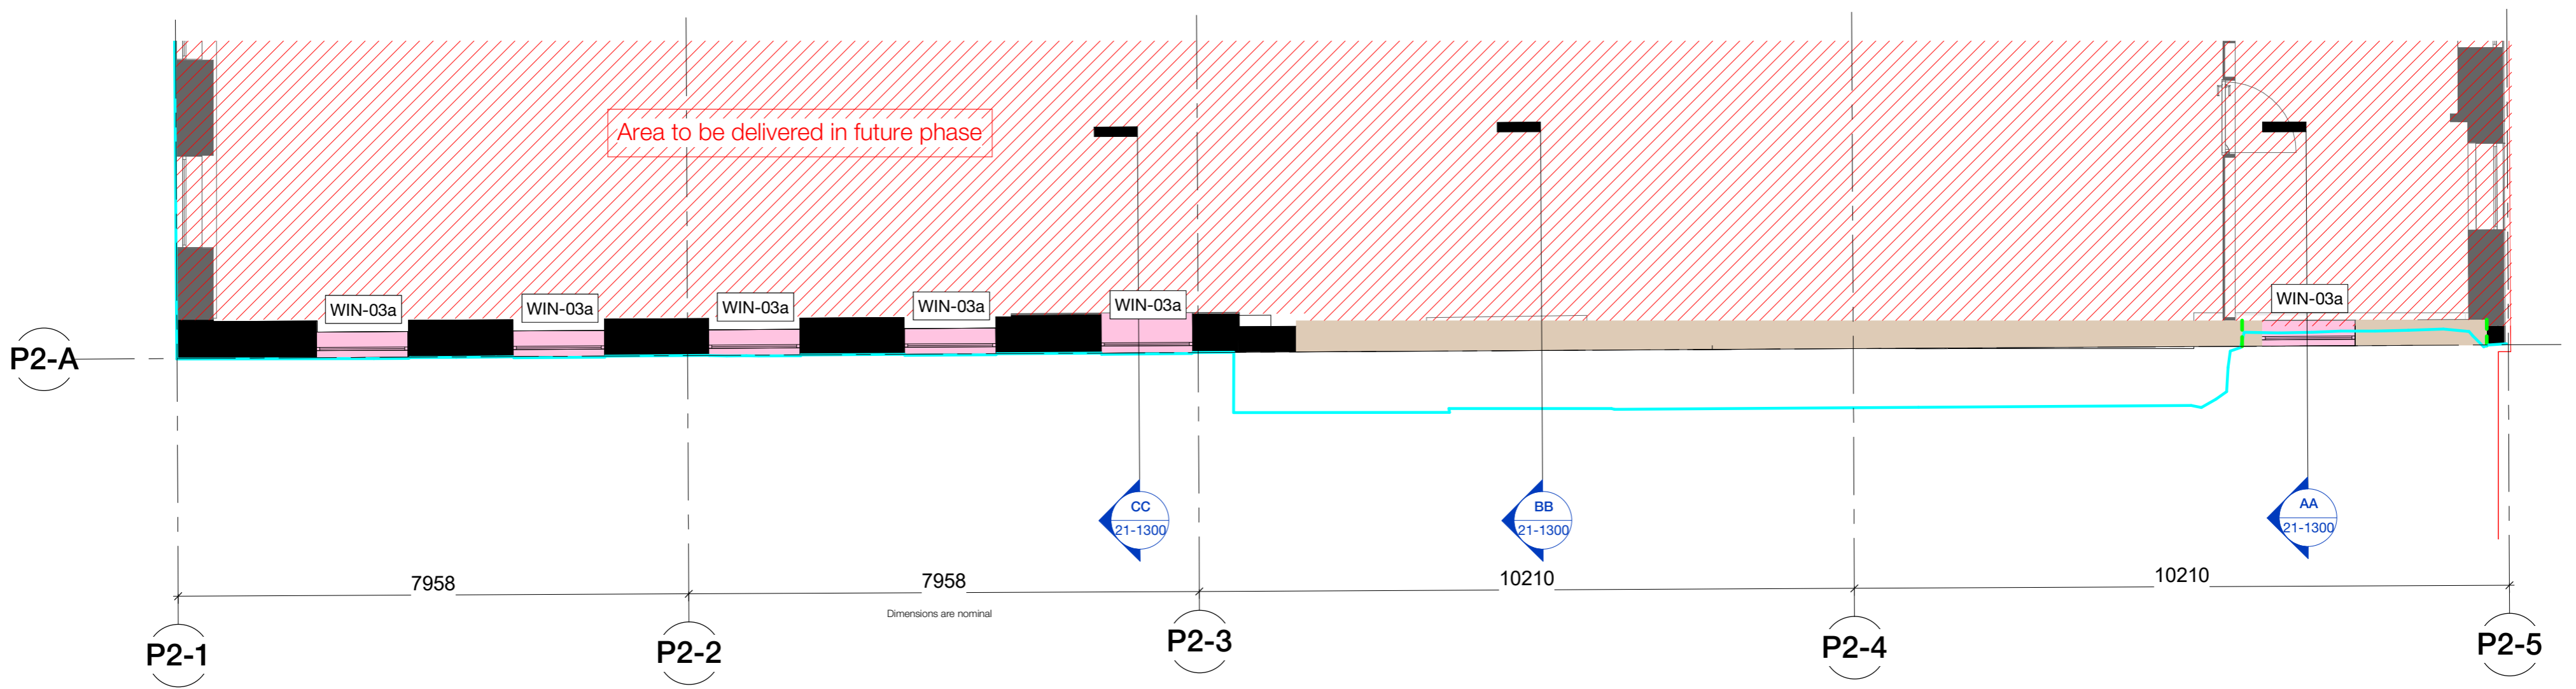 Area to be delivered in future phase
WIN-03a
WIN-03a
WIN-03a
WIN-03a
WIN-03a
WIN-03a
P2-A
CC
21-1300
BB
21-1300
AA
21-1300
7958
7958
10210
10210
Dimensions are nominal
P2-1
P2-2
P2-3
P2-4
P2-5